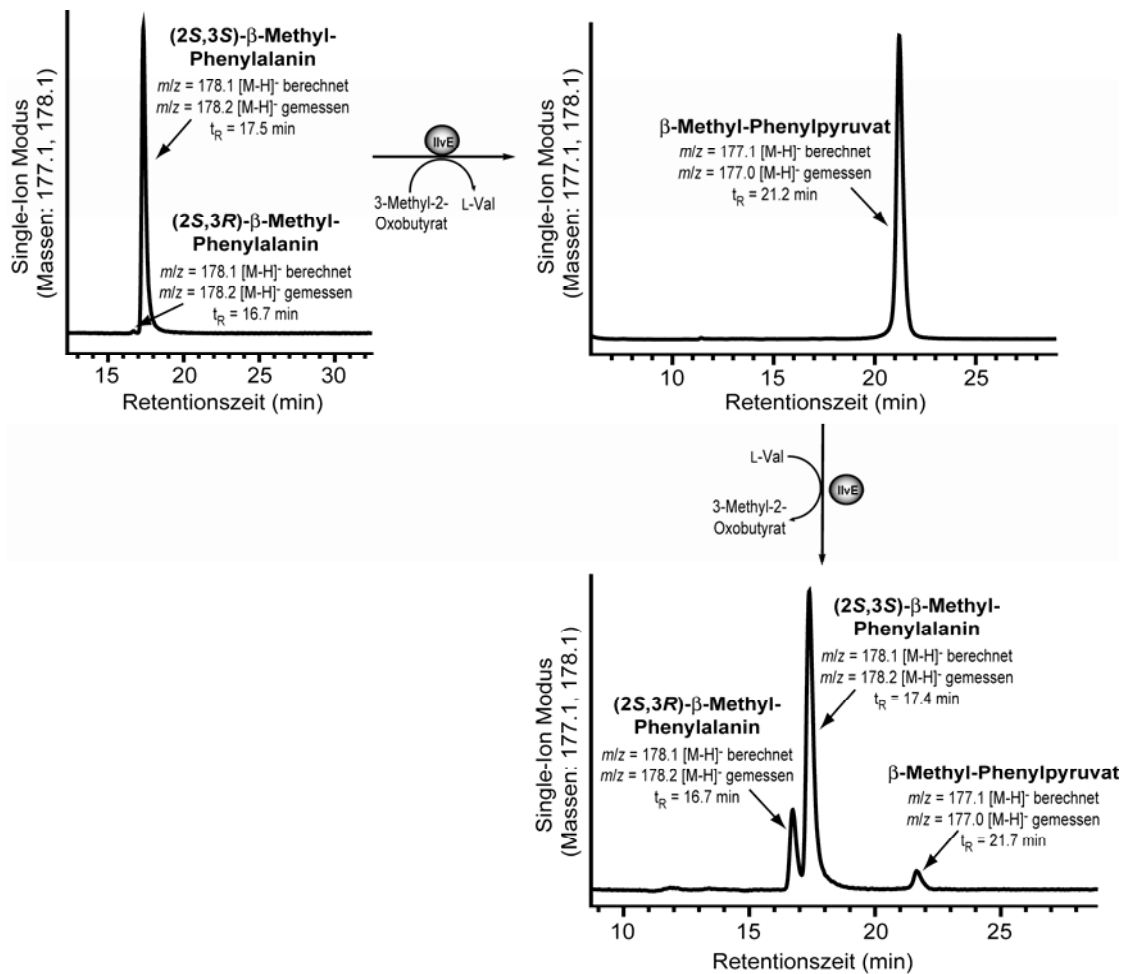 Single-Ion Modus
(Massen: 177.1, 178.1)
(2S,3S)-β-Methyl-
Phenylalanin
m/z = 178.1 [M-H]- berechnet
m/z = 178.2 [M-H]- gemessen
tR = 17.5 min
(2S,3R)-β-Methyl-
Phenylalanin
m/z = 178.1 [M-H]- berechnet
m/z = 178.2 [M-H]- gemessen
tR = 16.7 min
10 20 30
Retentionszeit (min)
IlvE
3-Methyl-2-
Oxobutyrat
L-Val
Single-Ion Modus
(Massen: 177.1, 178.1)
β-Methyl-Phenylpyruvat
m/z = 177.1 [M-H]- berechnet
m/z = 177.0 [M-H]- gemessen
tR = 21.2 min
10 15 20 25
Retentionszeit (min)
L-Val
IlvE
3-Methyl-2-
Oxobutyrat
Single-Ion Modus
(Massen: 177.1, 178.1)
(2S,3S)-β-Methyl-
Phenylalanin
m/z = 178.1 [M-H]- berechnet
m/z = 178.2 [M-H]- gemessen
tR = 17.4 min
(2S,3R)-β-Methyl-
Phenylalanin
m/z = 178.1 [M-H]- berechnet
m/z = 178.2 [M-H]- gemessen
tR = 16.7 min
β-Methyl-Phenylpyruvat
m/z = 177.1 [M-H]- berechnet
m/z = 177.0 [M-H]- gemessen
tR = 21.7 min
10 15 20 25
Retentionszeit (min)